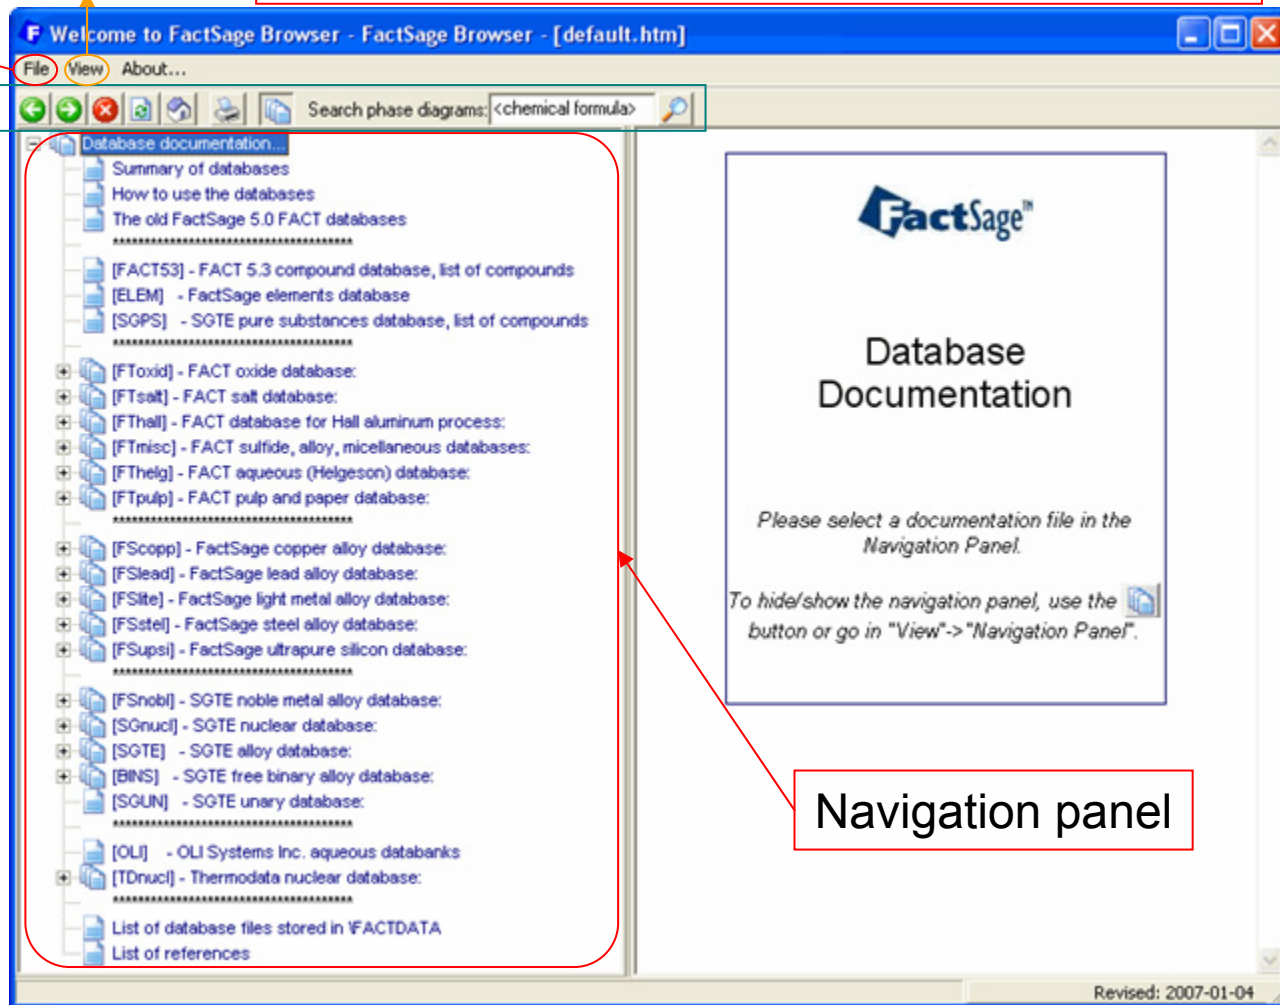 Welcome to FactSage Browser - FactSage Browser - [default.htm]
File View About...
Search phase diagrams: <chemical formula>
Database documentation...
Summary of databases
How to use the databases
The old FactSage 5.0 FACT databases
**************************************
[FACT53] - FACT 5.3 compound database, list of compounds
[ELEM] - FactSage elements database
[SGPS] - SGTE pure substances database, list of compounds
**************************************
[FToxid] - FACT oxide database:
[FTsalt] - FACT salt database:
[FThall] - FACT database for Hall aluminum process:
[FTmisc] - FACT sulfide, alloy, micellaneous databases:
[FThelg] - FACT aqueous (Helgeson) database:
[FTpulp] - FACT pulp and paper database:
**************************************
[FScopp] - FactSage copper alloy database:
[FSlead] - FactSage lead alloy database:
[FSlite] - FactSage light metal alloy database:
[FSstel] - FactSage steel alloy database:
[FSupsi] - FactSage ultrapure silicon database:
**************************************
[FSnobl] - SGTE noble metal alloy database:
[SGnucl] - SGTE nuclear database:
[SGTE] - SGTE alloy database:
[BINS] - SGTE free binary alloy database:
[SGUN] - SGTE unary database:
**************************************
[OLI] - OLI Systems Inc. aqueous databanks
[TDnucl] - Thermodata nuclear database:
**************************************
List of database files stored in \FACTDATA
List of references
FactSage™
Database
Documentation
Please select a documentation file in the
Navigation Panel.
To hide/show the navigation panel, use the
button or go in "View"->"Navigation Panel".
Navigation panel
Revised: 2007-01-04